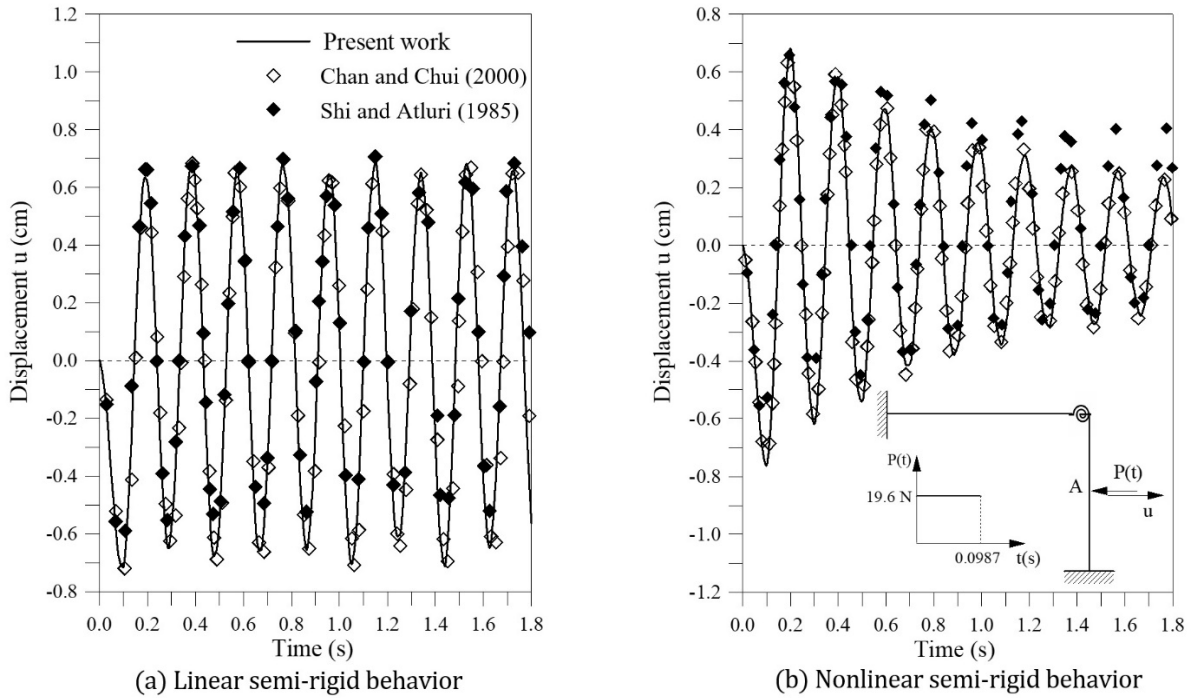 1.2
1.0
0.8
0.6
0.4
0.2
0.0
-0.2
-0.4
-0.6
-0.8
Displacement u (cm)
Present work
Chan and Chui (2000)
Shi and Atluri (1985)
0.0 0.2 0.4 0.6 0.8 1.0 1.2 1.4 1.6 1.8
Time (s)
(a) Linear semi-rigid behavior
0.8
0.6
0.4
0.2
0.0
-0.2
-0.4
-0.6
-0.8
-1.0
-1.2
Displacement u (cm)
P(t)
19.6 N
0.0987
t(s)
A
P(t)
u
0.0 0.2 0.4 0.6 0.8 1.0 1.2 1.4 1.6 1.8
Time (s)
(b) Nonlinear semi-rigid behavior